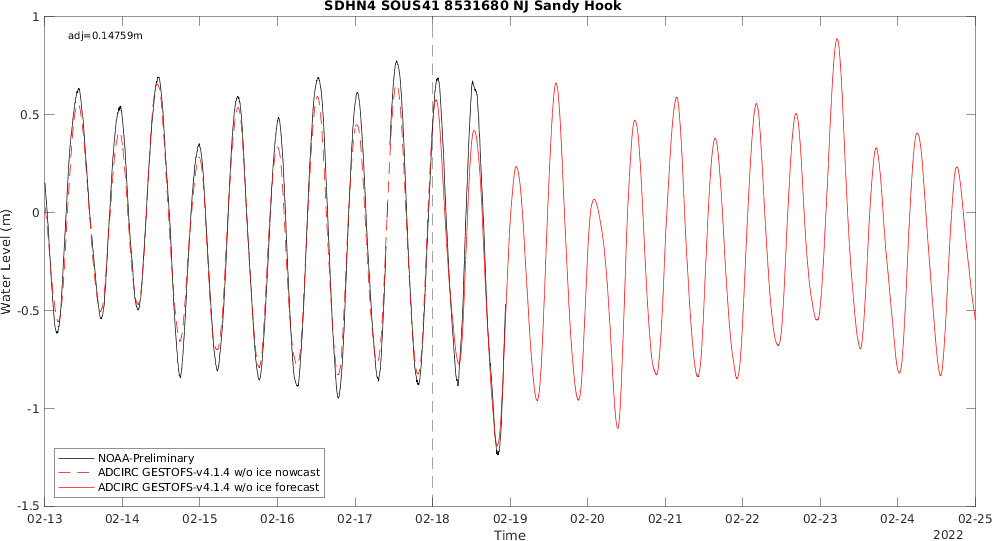 SDHN4 SOUS41 8531680 NJ Sandy Hook
adj=0.14759m
1
0.5
0
-0.5
-1
-1.5
Water Level (m)
NOAA-Preliminary
ADCIRC GESTOFS-v4.1.4 w/o ice nowcast
ADCIRC GESTOFS-v4.1.4 w/o ice forecast
02-13 02-14 02-15 02-16 02-17 02-18 02-19 02-20 02-21 02-22 02-23 02-24 02-25
Time
2022